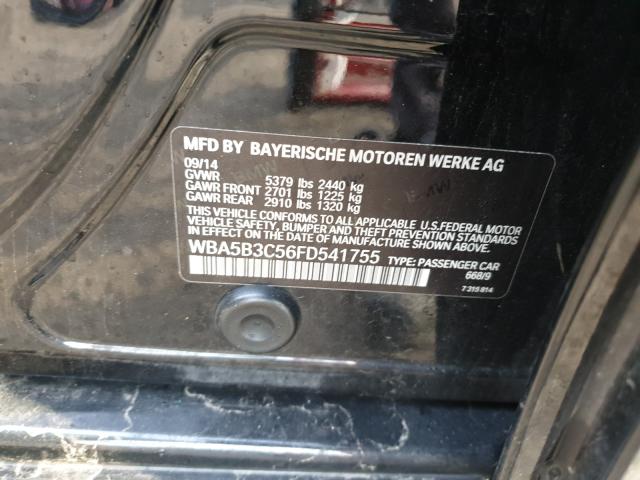 MFD BY BAYERISCHE MOTOREN WERKE AG
09/14
GVWR 5379 lbs 2440 kg
GAWR FRONT 2701 lbs 1225 kg
GAWR REAR 2910 lbs 1320 kg
THIS VEHICLE CONFORMS TO ALL APPLICABLE U.S.FEDERAL MOTOR
VEHICLE SAFETY, BUMPER AND THEFT PREVENTION STANDARDS
IN EFFECT ON THE DATE OF MANUFACTURE SHOWN ABOVE.
WBA5B3C56FD541755 TYPE: PASSENGER CAR
668/9
7 315 814